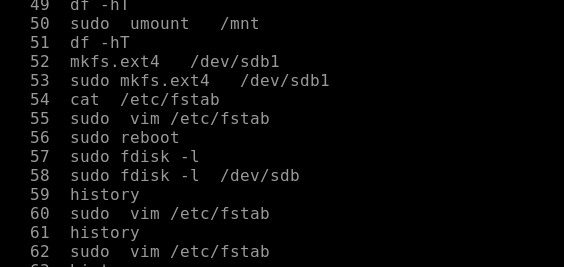 49 df -hT
50 sudo  umount   /mnt
51 df -hT
52 mkfs.ext4   /dev/sdb1
53 sudo mkfs.ext4   /dev/sdb1
54 cat  /etc/fstab
55 sudo  vim /etc/fstab
56 sudo reboot
57 sudo fdisk -l
58 sudo fdisk -l  /dev/sdb
59 history
60 sudo  vim /etc/fstab
61 history
62 sudo  vim /etc/fstab